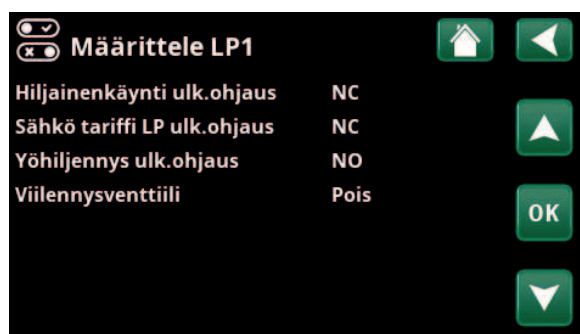 Määrittele LP1
Hiljainenkäynti ulk.ohjaus NC
Sähkö tariffi LP ulk.ohjaus NC
Yöhiljennys ulk.ohjaus NO
Viilennysventtiili Pois
OK